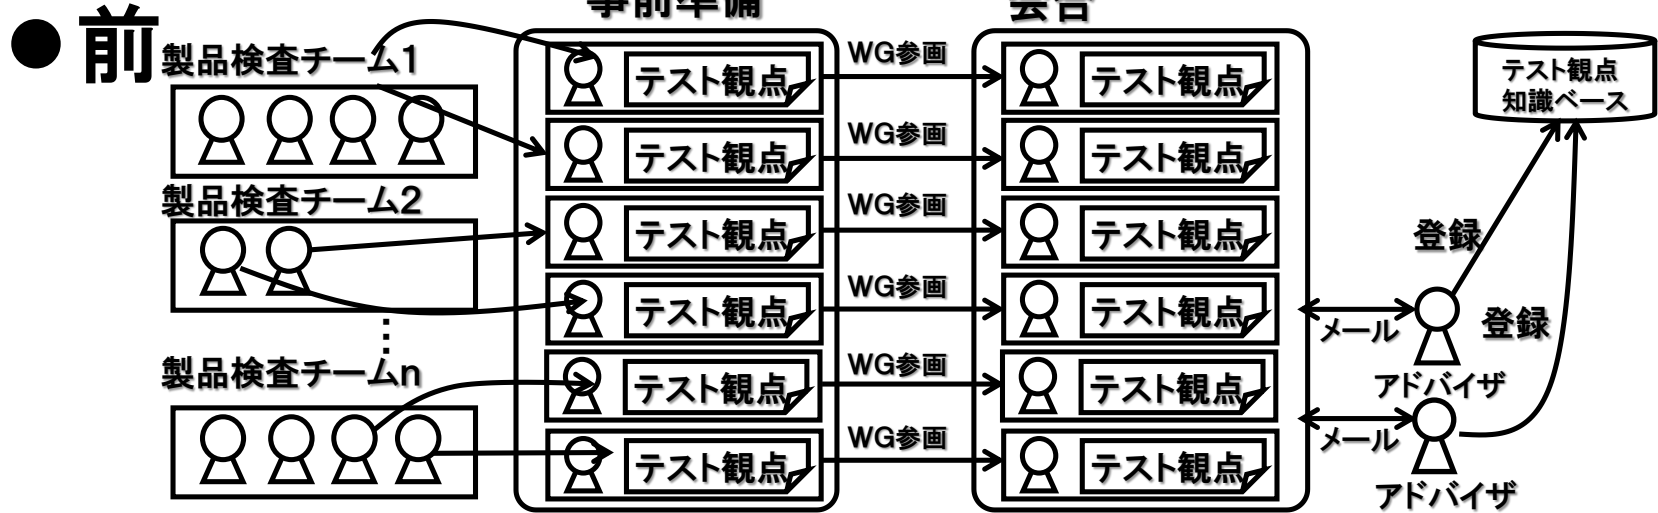 ●前
事前準備
会合
製品検査チーム1
製品検査チーム2
⋮
製品検査チームn
テスト観点
テスト観点
テスト観点
テスト観点
テスト観点
テスト観点
WG参画
WG参画
WG参画
WG参画
WG参画
WG参画
テスト観点
テスト観点
テスト観点
テスト観点
テスト観点
テスト観点
テスト観点
知識ベース
登録
登録
メール
アドバイザ
メール
アドバイザ